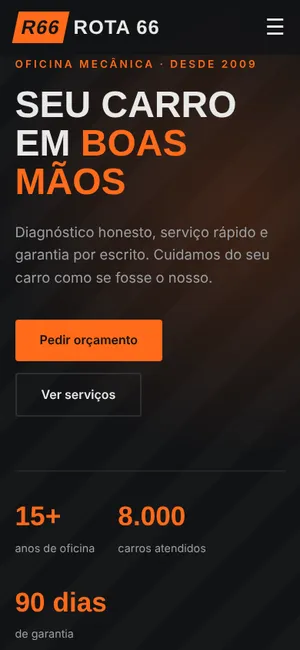 R66 ROTA 66
OFICINA MECÂNICA · DESDE 2009
SEU CARRO
EM BOAS
MÃOS
Diagnóstico honesto, serviço rápido e
garantia por escrito. Cuidamos do seu
carro como se fosse o nosso.
Pedir orçamento
Ver serviços
15+
anos de oficina
8.000
carros atendidos
90 dias
de garantia